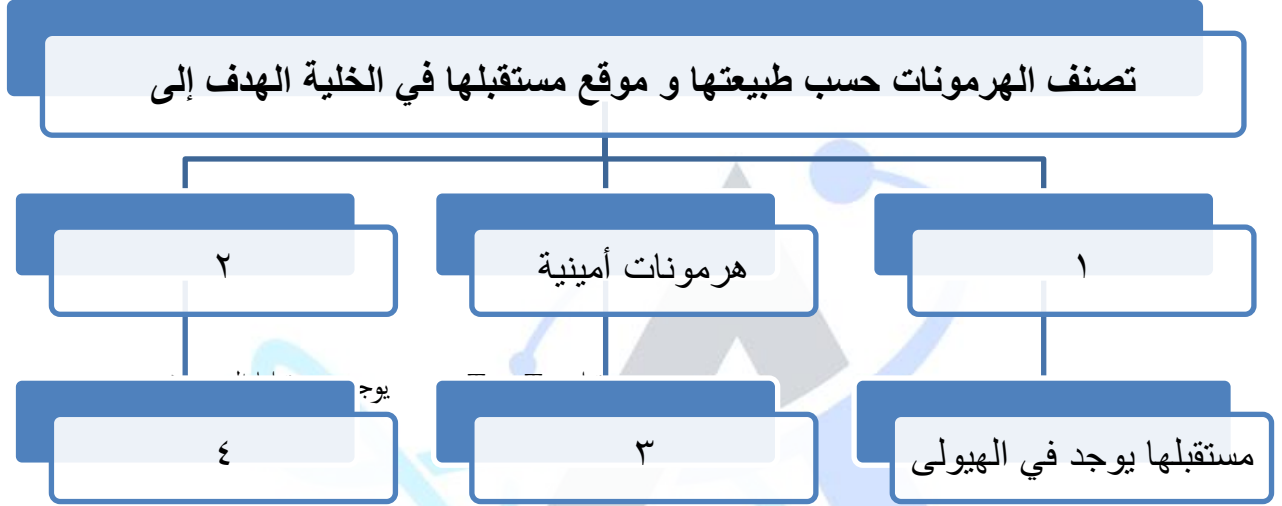 تصنف الهرمونات حسب طبيعتها و موقع مستقبلها في الخلية الهدف إلى
١
هرمونات أمينية
٢
يوجد
مستقبلها يوجد في الهيولى
٣
٤